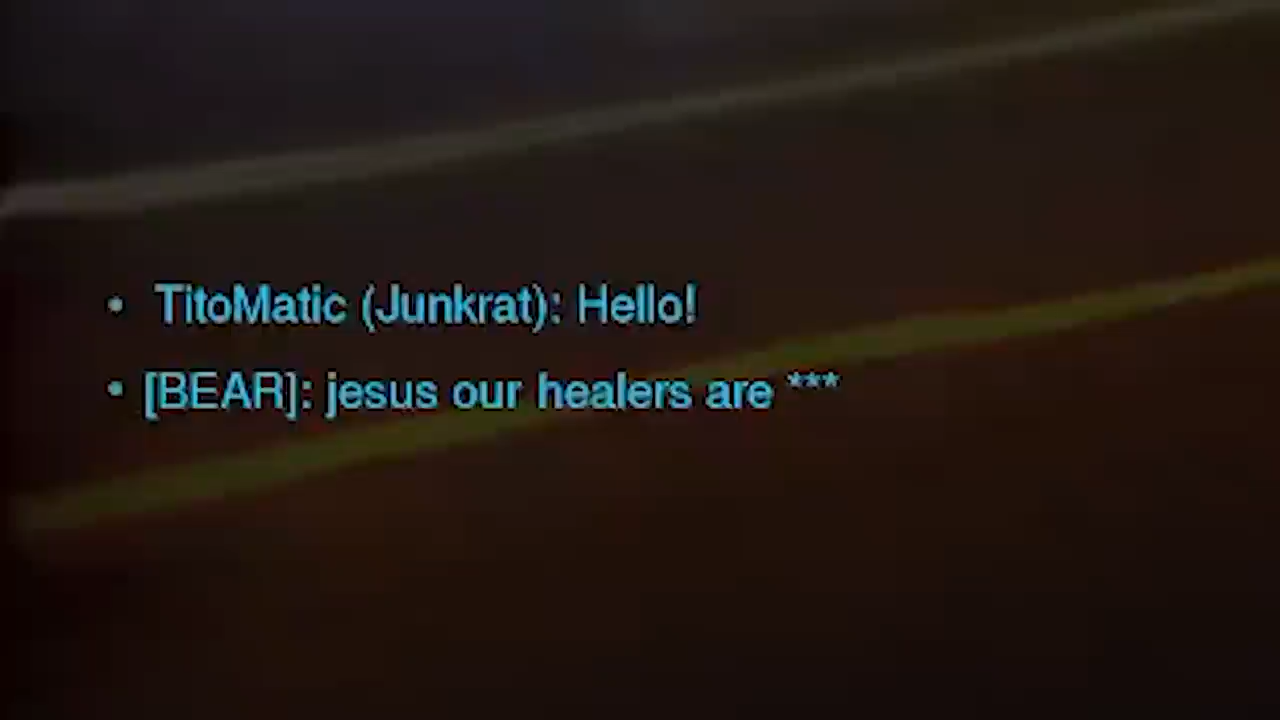 • TitoMatic (Junkrat): Hello!
• [BEAR]: jesus our healers are ***